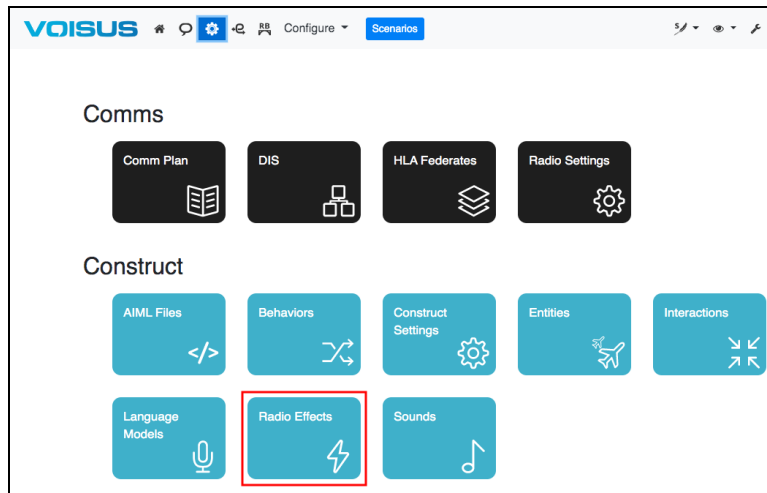 VOISUS RB Configure Scenarios
Comms
Comm Plan DIS HLA Federates Radio Settings
Construct
AIML Files Behaviors Construct Entities Interactions
Settings
</>
Language Radio Effects Sounds
Models